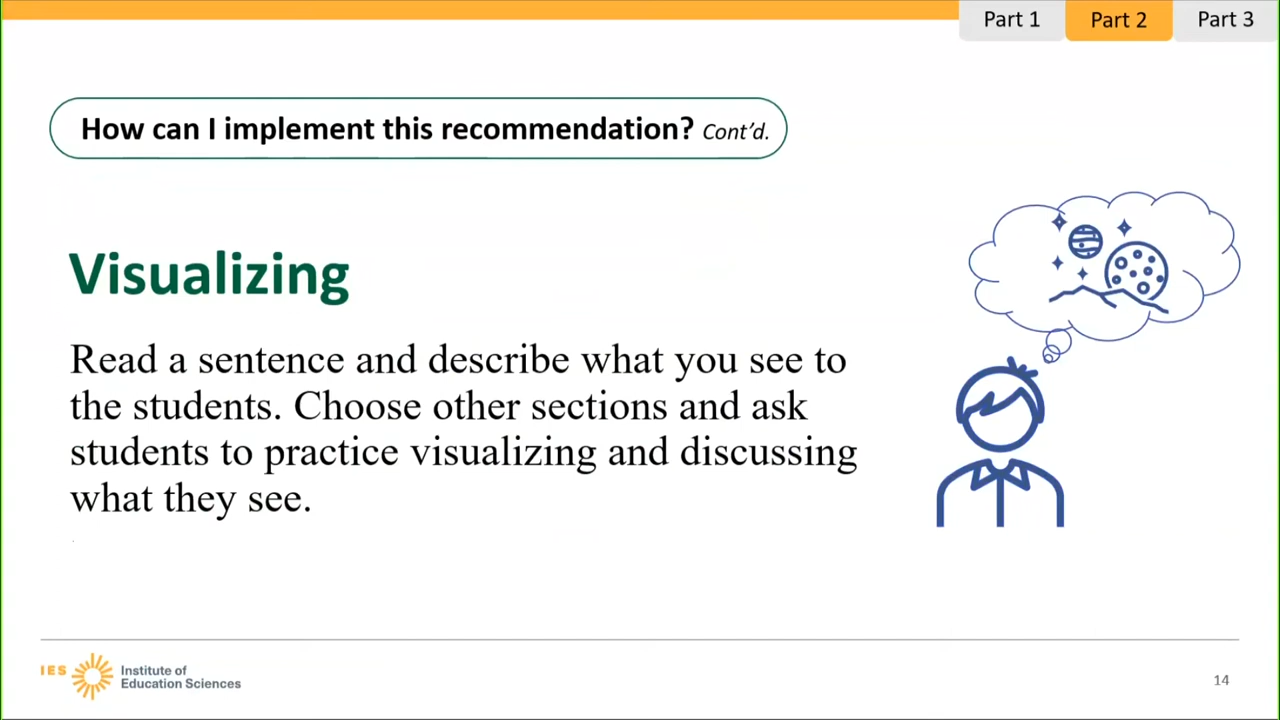 Part 1 Part 2 Part 3
How can I implement this recommendation? Cont'd.
Visualizing
Read a sentence and describe what you see to
the students. Choose other sections and ask
students to practice visualizing and discussing
what they see.
IES Institute of
Education Sciences
14